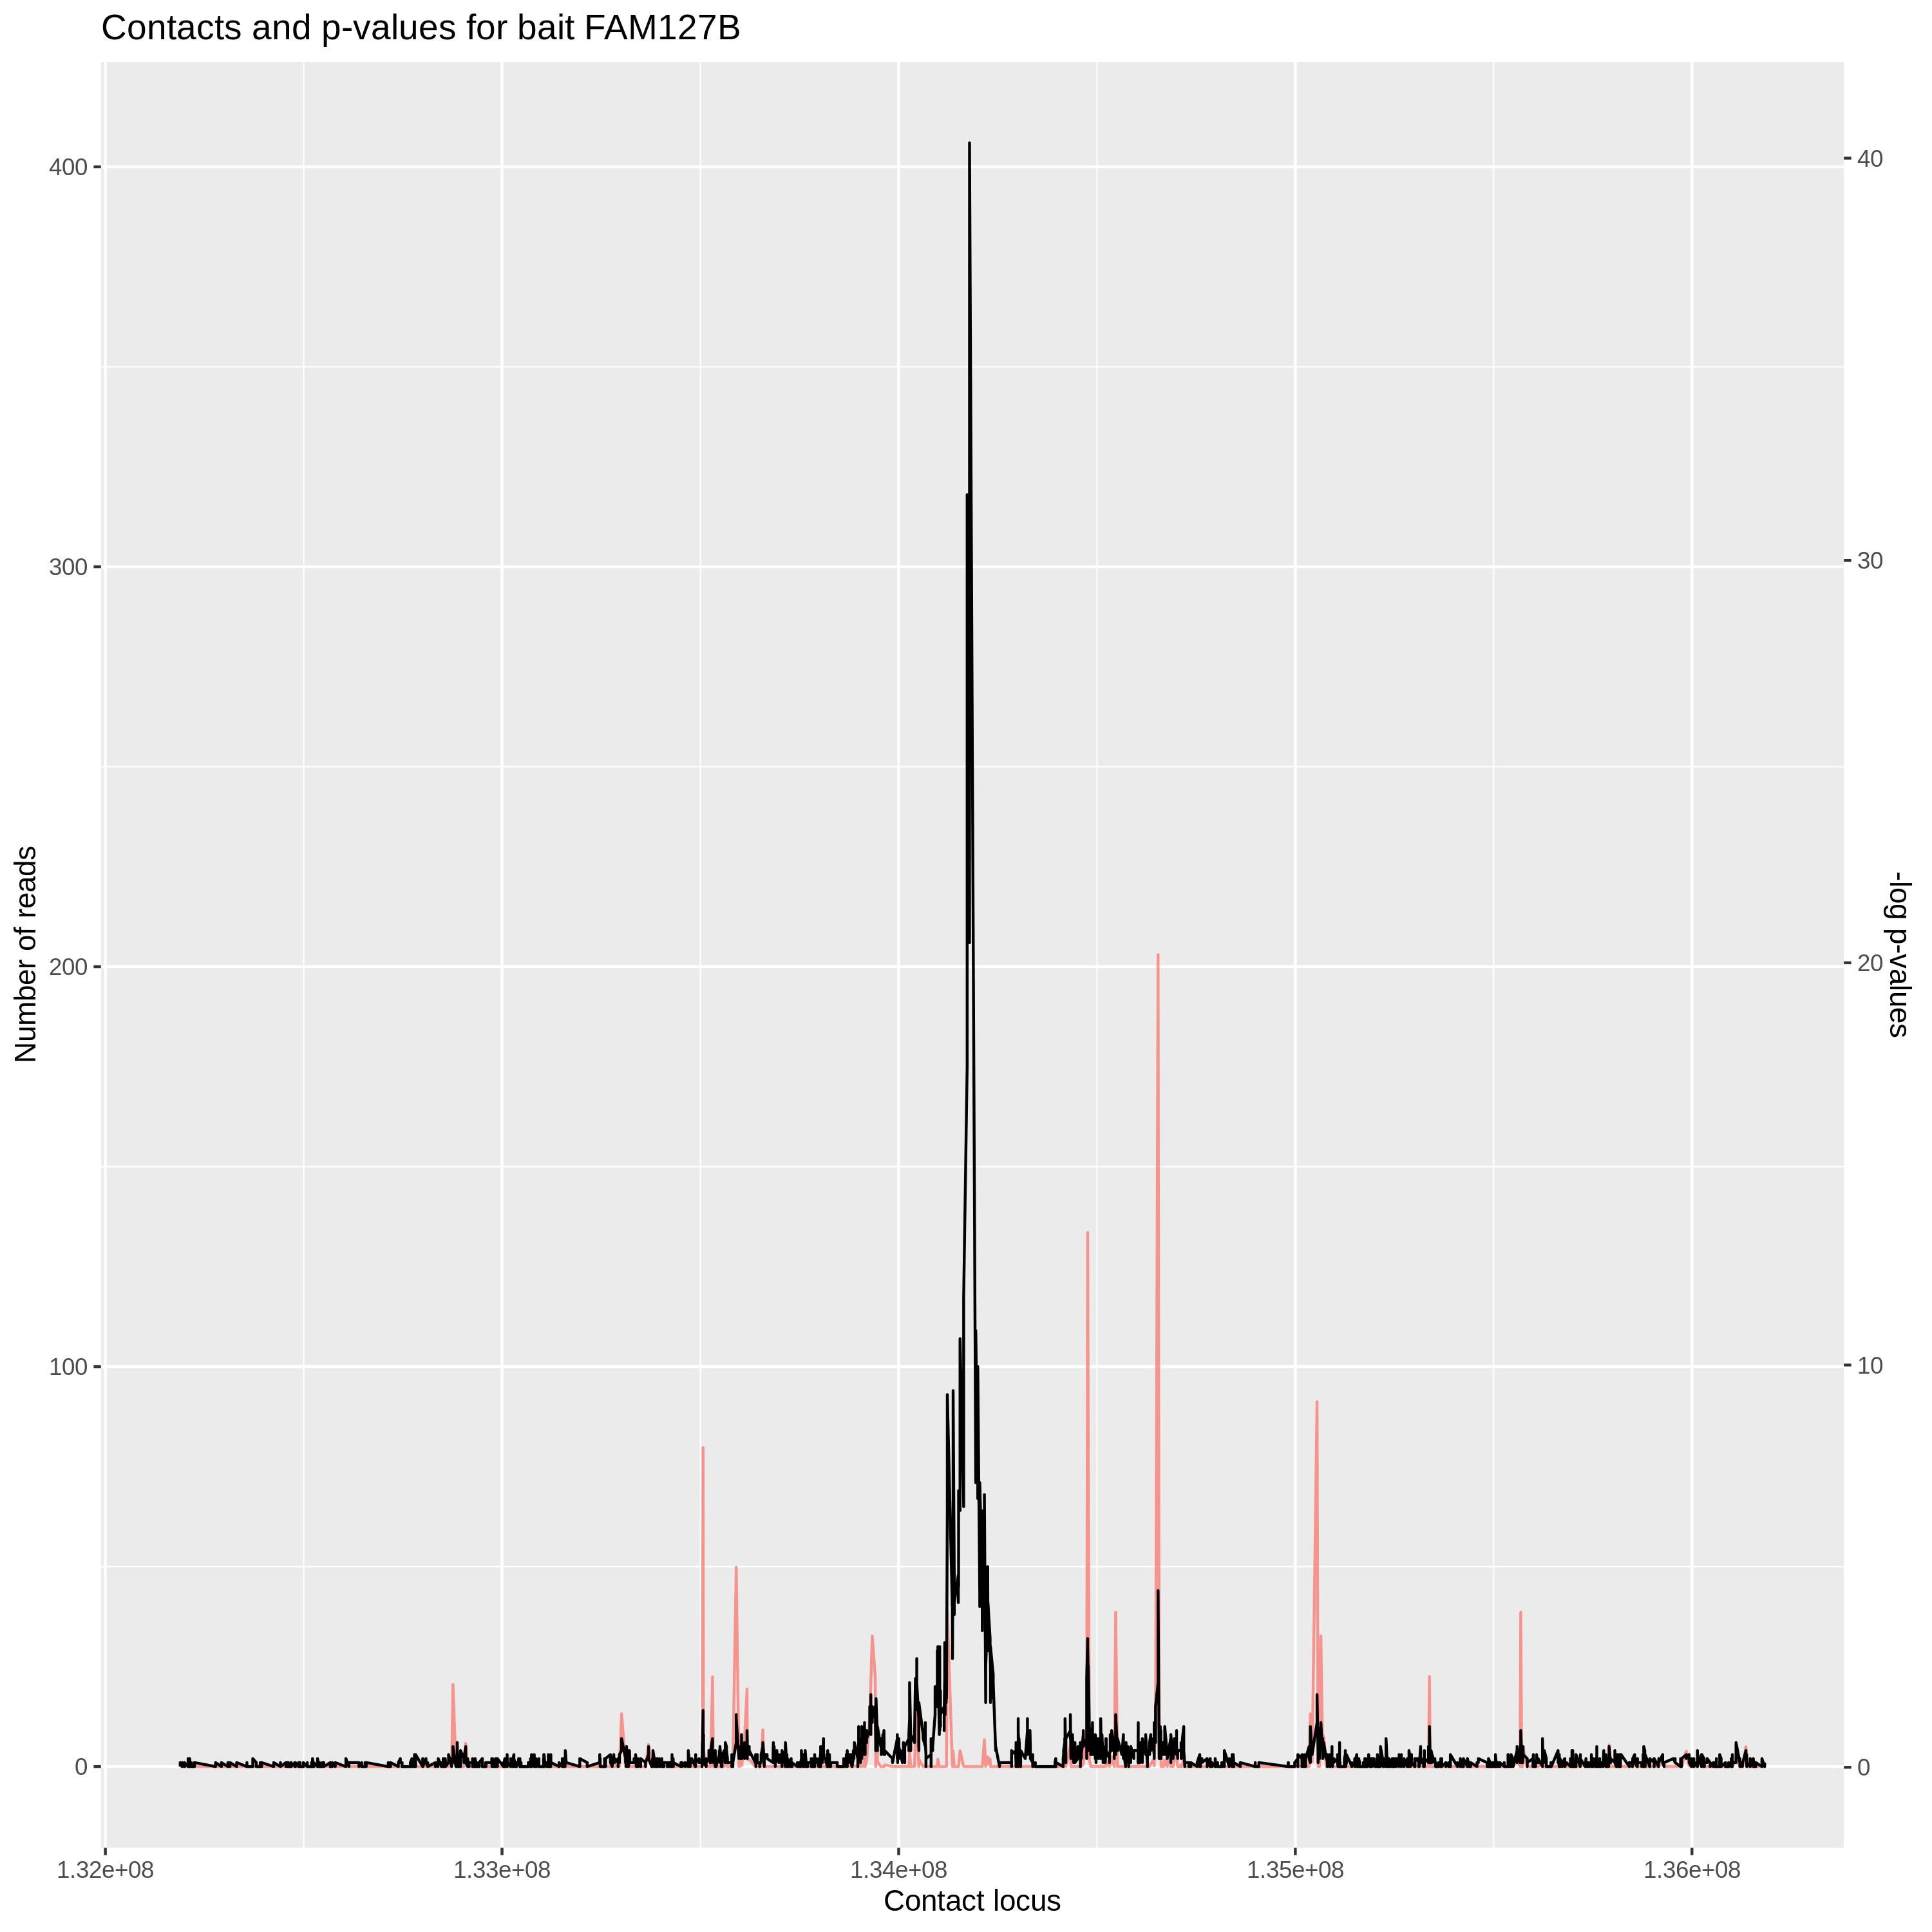 Contacts and p-values for bait FAM127B
400
300
200
100
0
Number of reads
40
30
20
10
0
-log p-values
1.32e+08
1.33e+08
1.34e+08
1.35e+08
1.36e+08
Contact locus